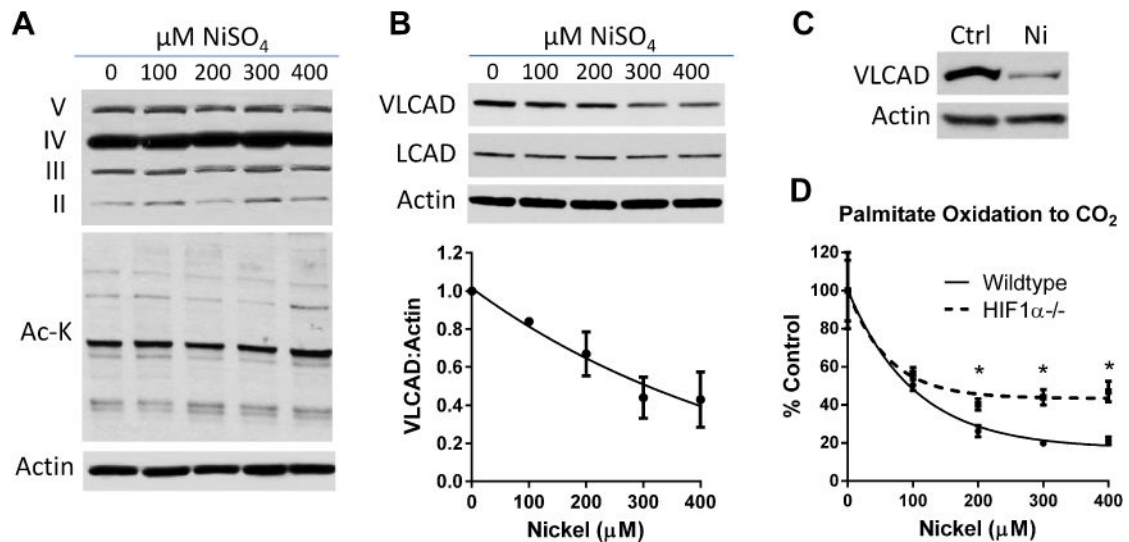 A
μM NiSO4
0 100 200 300 400
V
IV
III
II
Ac-K
Actin
B
μM NiSO4
0 100 200 300 400
VLCAD
LCAD
Actin
1.2
1.0
0.8
0.6
0.4
0.2
0.0
VLCAD:Actin
0 100 200 300 400
Nickel (μM)
C
Ctrl Ni
VLCAD
Actin
D
Palmitate Oxidation to CO2
120
100
80
60
40
20
0
% Control
Wildtype
HIF1α-/-
* * *
0 100 200 300 400
Nickel (μM)